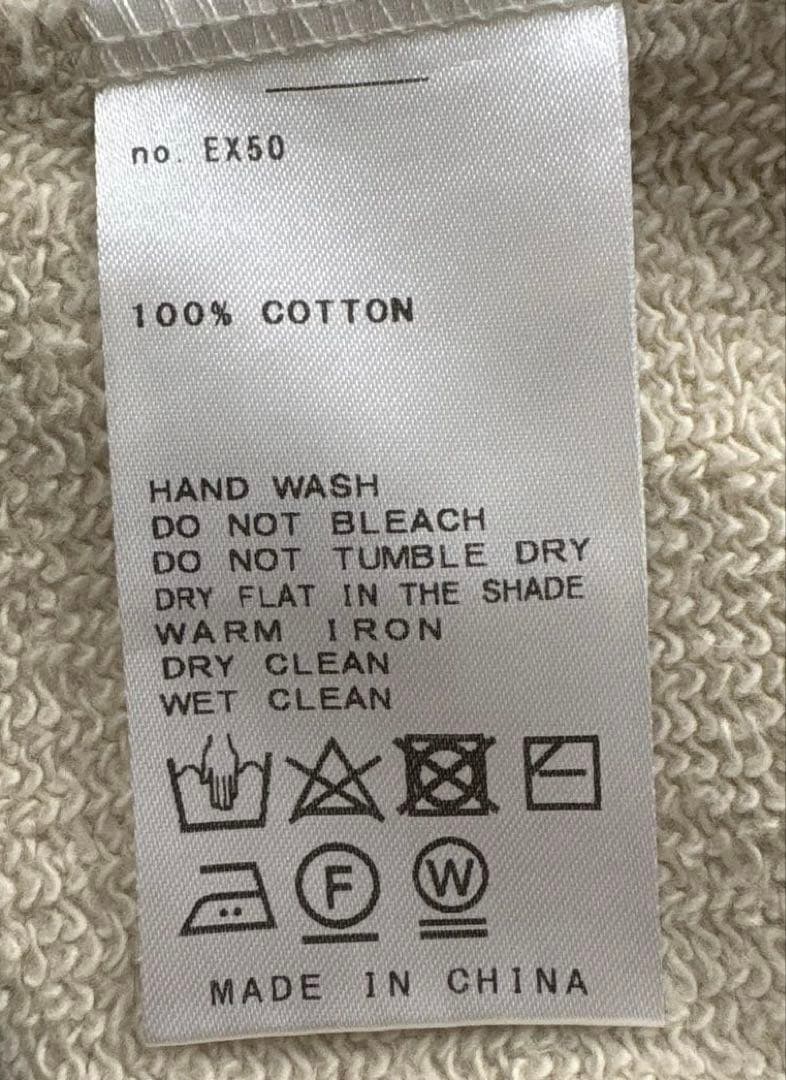 no. EX50
100% COTTON
HAND WASH
DO NOT BLEACH
DO NOT TUMBLE DRY
DRY FLAT IN THE SHADE
WARM IRON
DRY CLEAN
WET CLEAN
F W
MADE IN CHINA